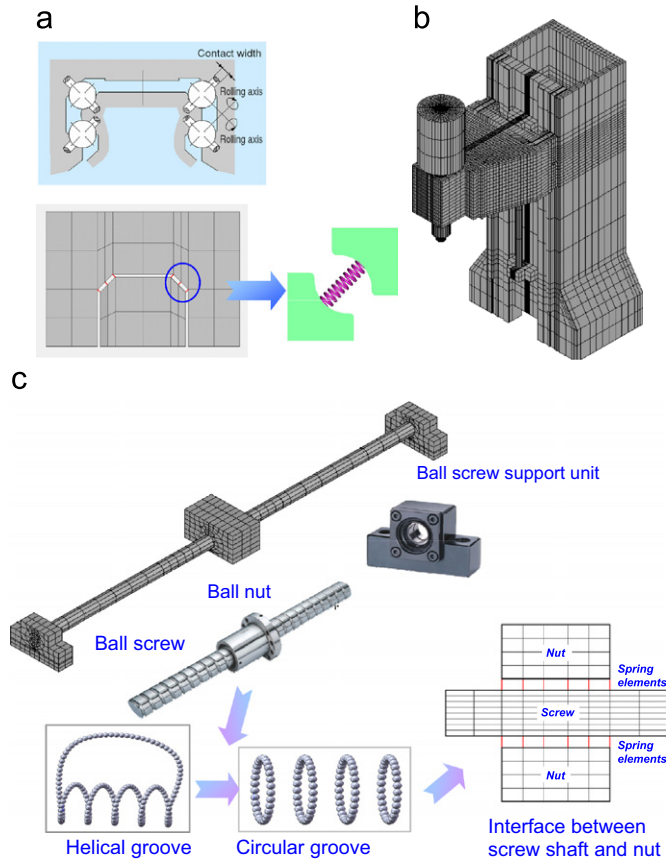 a
Contact width
Rolling axis
Rolling axis
b
c
Ball screw support unit
Ball nut
Ball screw
Nut
Spring
elements
Screw
Spring
elements
Nut
Helical groove
Circular groove
Interface between
screw shaft and nut